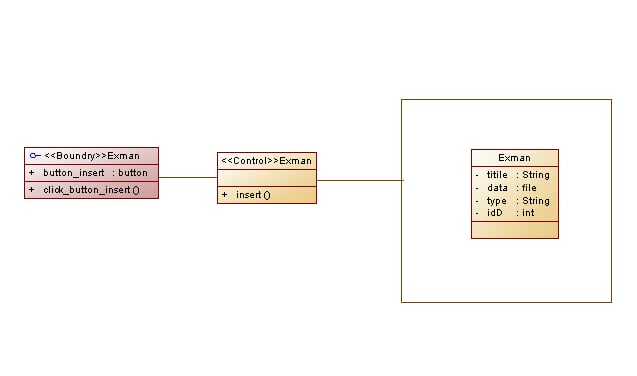 <<Boundry>>Exman
+ button_insert : button
+ click_button_insert ()
<<Control>>Exman
+ insert ()
Exman
- titile : String
- data : file
- type : String
- idD : int